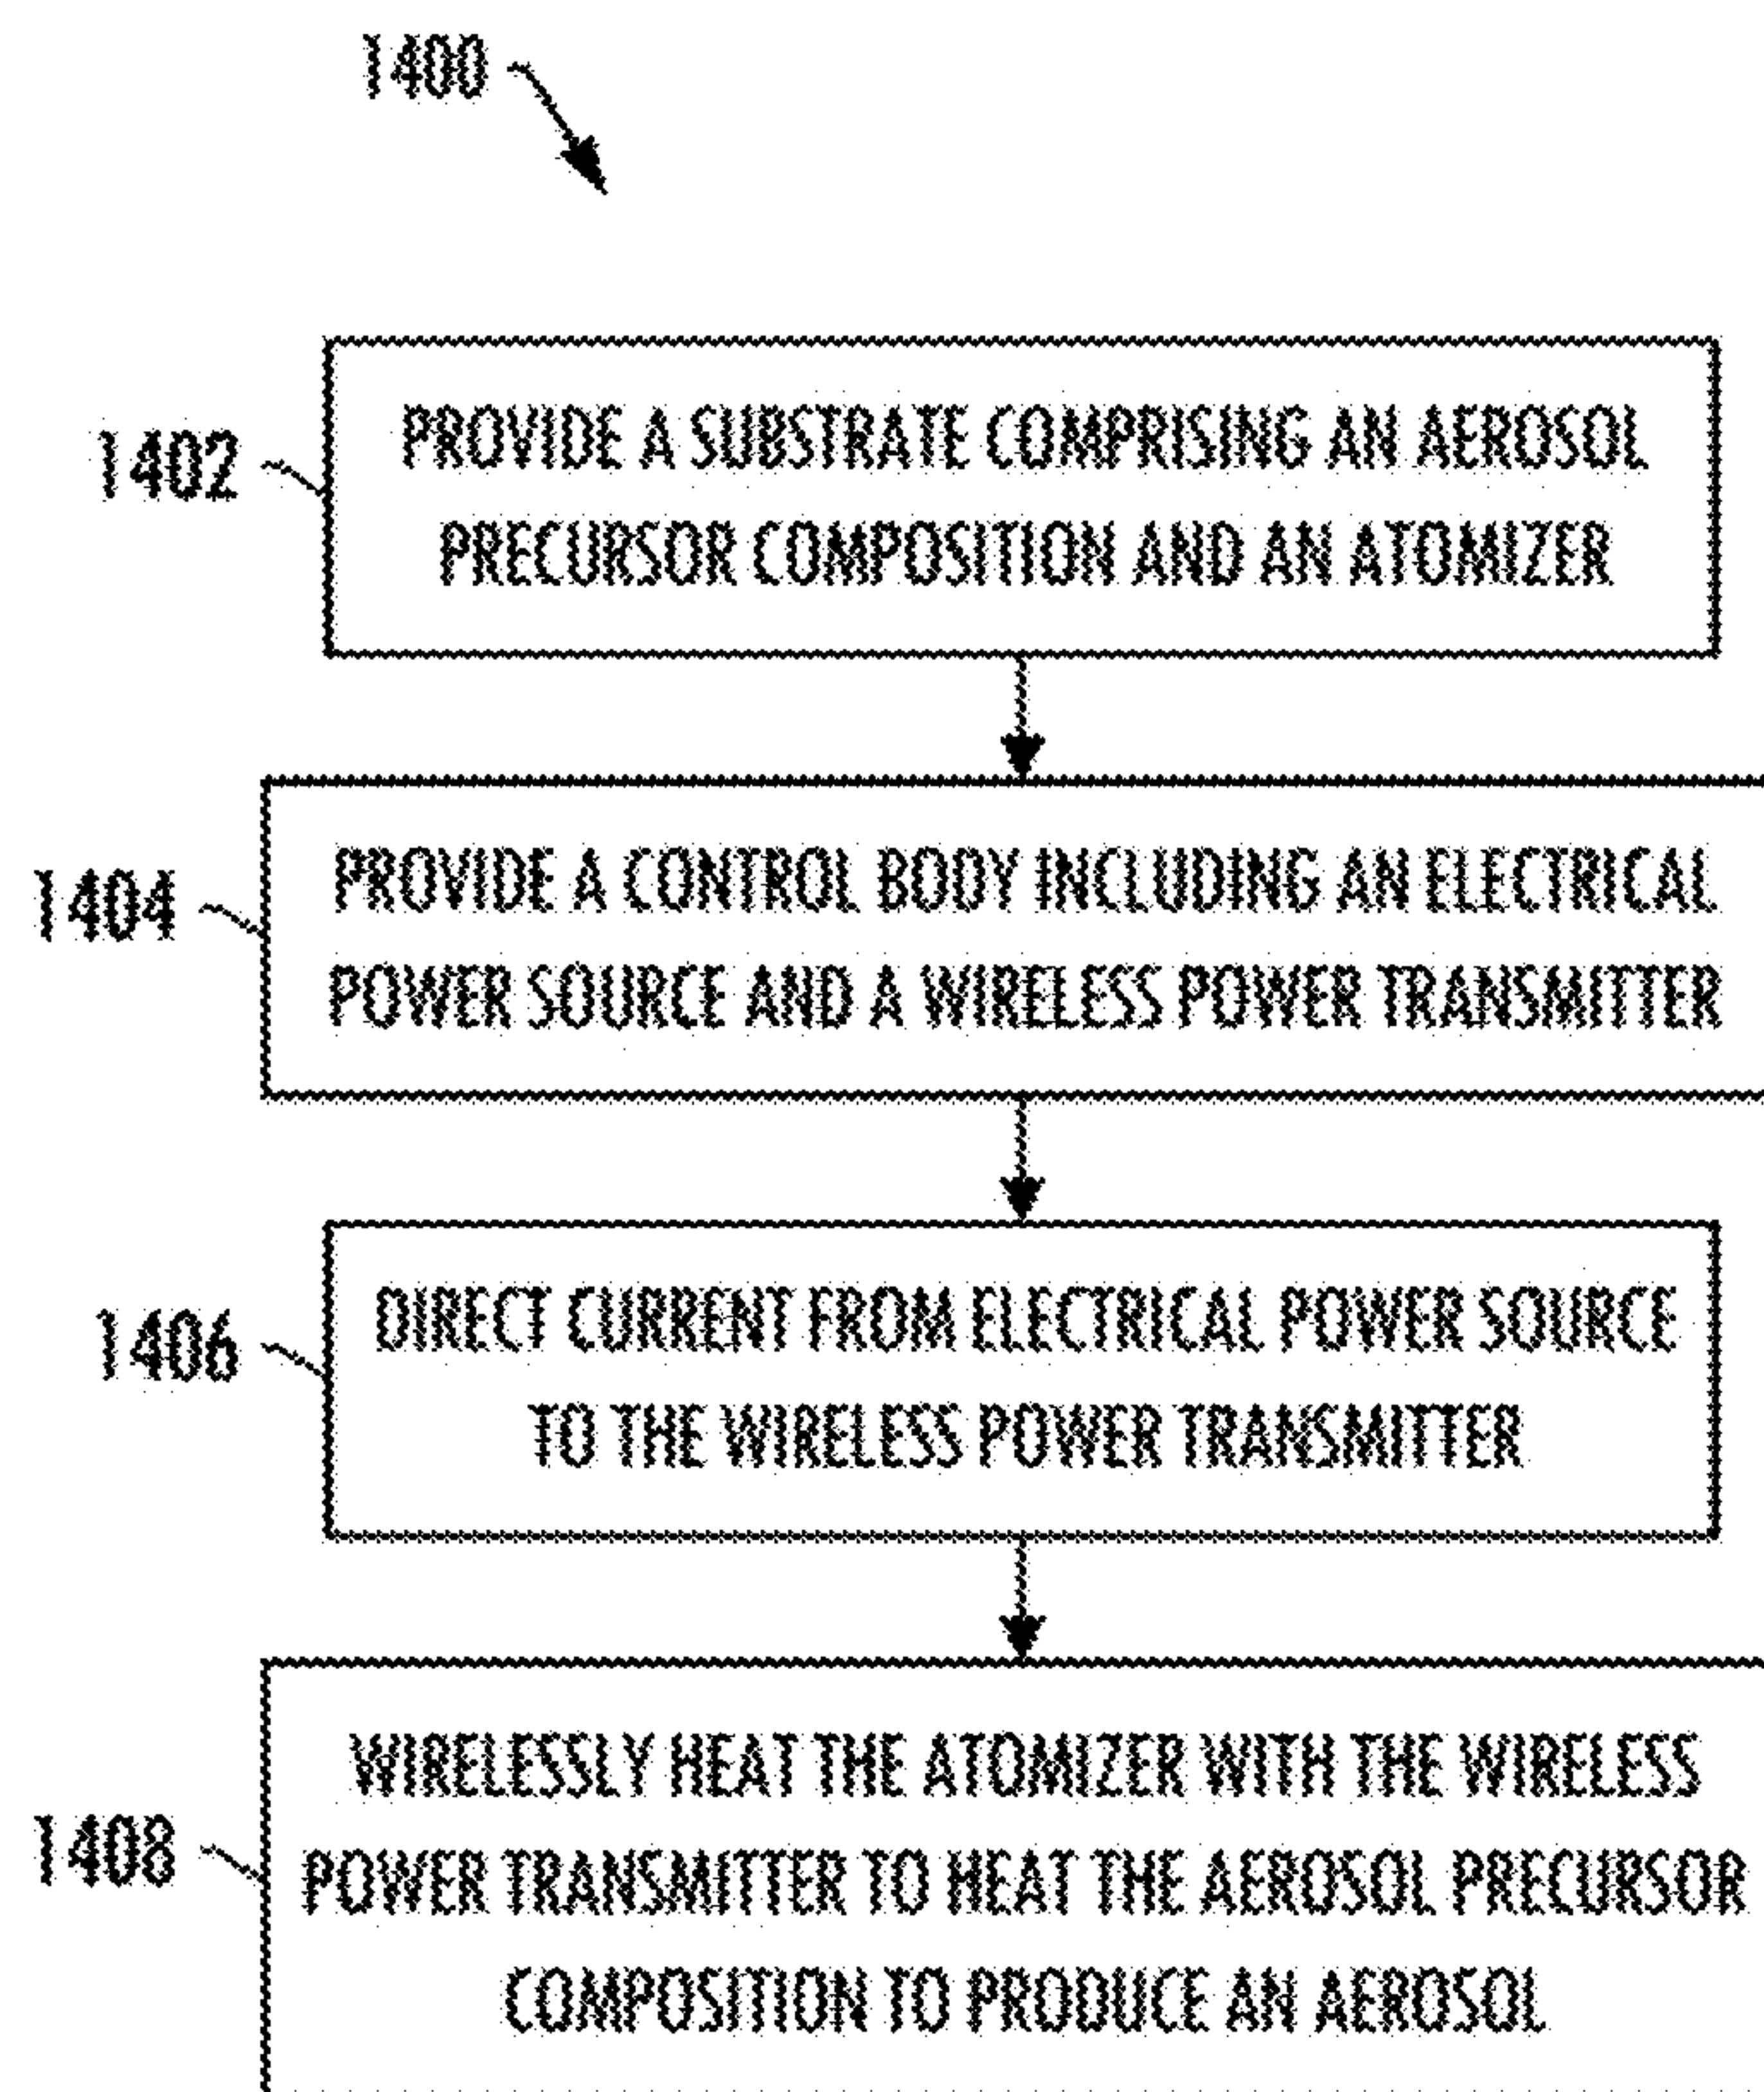 1400
1402
PROVIDE A SUBSTRATE COMPRISING AN AEROSOL
PRECURSOR COMPOSITION AND AN ATOMIZER
1404
PROVIDE A CONTROL BODY INCLUDING AN ELECTRICAL
POWER SOURCE AND A WIRELESS POWER TRANSMITTER
1406
DIRECT CURRENT FROM ELECTRICAL POWER SOURCE
TO THE WIRELESS POWER TRANSMITTER
1408
WIRELESSLY HEAT THE ATOMIZER WITH THE WIRELESS
POWER TRANSMITTER TO HEAT THE AEROSOL PRECURSOR
COMPOSITION TO PRODUCE AN AEROSOL